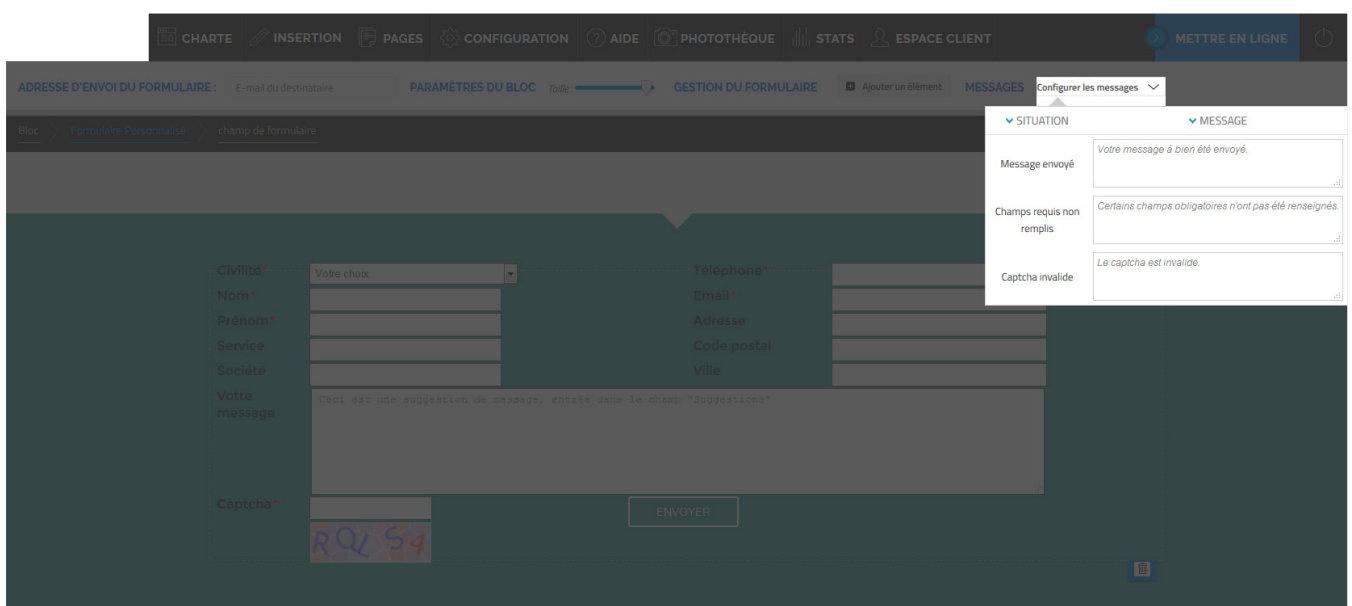 CHARTE INSERTION PAGES CONFIGURATION ? AIDE PHOTOTHÈQUE STATS ESPACE CLIENT METTRE EN LIGNE
ADRESSE D'ENVOI DU FORMULAIRE : E-mail du destinataire PARAMÈTRES DU BLOC Taille GESTION DU FORMULAIRE Ajouter un élément MESSAGES Configurer les messages
Bloc Formulaire Personnalisé champ de formulaire
SITUATION MESSAGE
Message envoyé Votre message à bien été envoyé.
Champs requis non remplis Certains champs obligatoires n'ont pas été renseignés.
Captcha invalide Le captcha est invalide.
Civilité* Votre choix Téléphone*
Nom* Email*
Prénom* Adresse
Service Code postal
Société Ville
Votre message Ceci est une suggestion de message, entrée dans le champ "Suggestions"
Captcha* ENVOYER
RQLS4